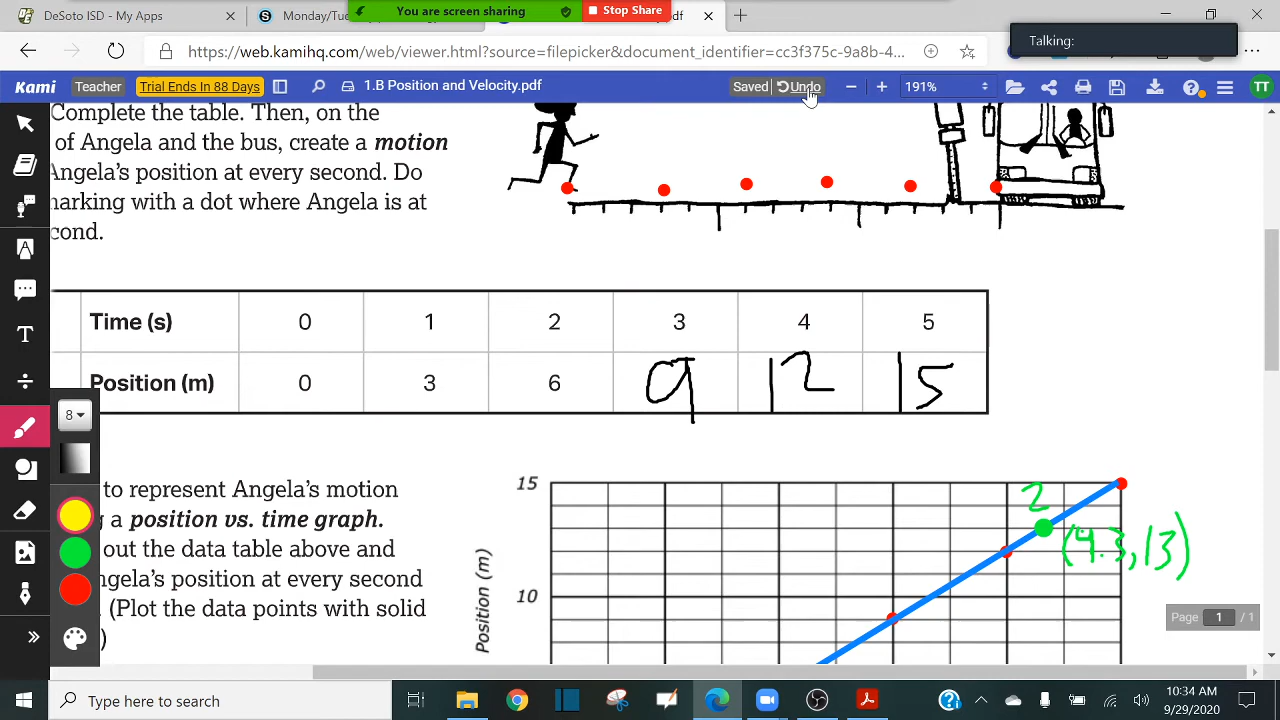 DeSoto ISD - App
Monday/Tue
pdf
You are screen sharing
Stop Share
Talking:
https://web.kamihq.com/web/viewer.html?source=filepicker&document_identifier=cc3f375c-9a8b-4...
Kami
Teacher
Trial Ends In 88 Days
1.B Position and Velocity.pdf
Saved
Undo
191%
TT
Complete the table. Then, on the
of Angela and the bus, create a motion
Angela's position at every second. Do
marking with a dot where Angela is at
cond.
Time (s) 0 1 2 3 4 5
Position (m) 0 3 6 9 12 15
8
to represent Angela's motion
g a position vs. time graph.
out the data table above and
ngela's position at every second
. (Plot the data points with solid
)
Position (m)
15
10
2
(4.3,13)
Page 1 / 1
Type here to search
10:34 AM
9/29/2020